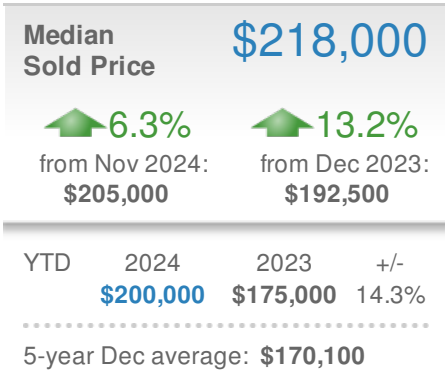 Median
Sold Price
$218,000
6.3%
from Nov 2024:
$205,000
13.2%
from Dec 2023:
$192,500
YTD 2024 2023 +/-
$200,000 $175,000 14.3%
5-year Dec average: $170,100